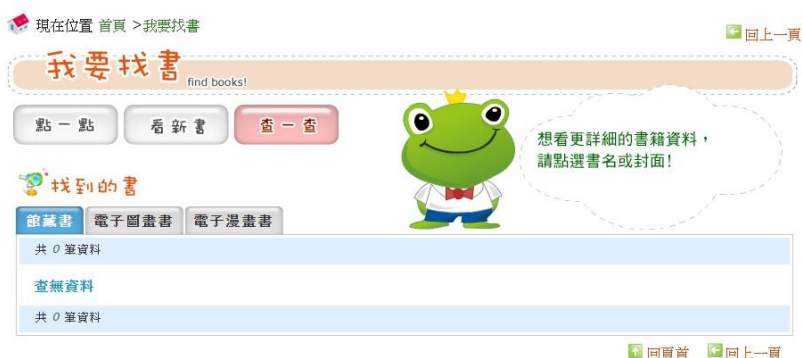 現在位置 首頁 >我要找書
回上一頁
我要找書 find books!
點一點 看新書 查一查
想看更詳細的書籍資料，
請點選書名或封面!
找到的書
館藏書 電子圖畫書 電子漫畫書
共 0 筆資料
查無資料
共 0 筆資料
回頁首 回上一頁